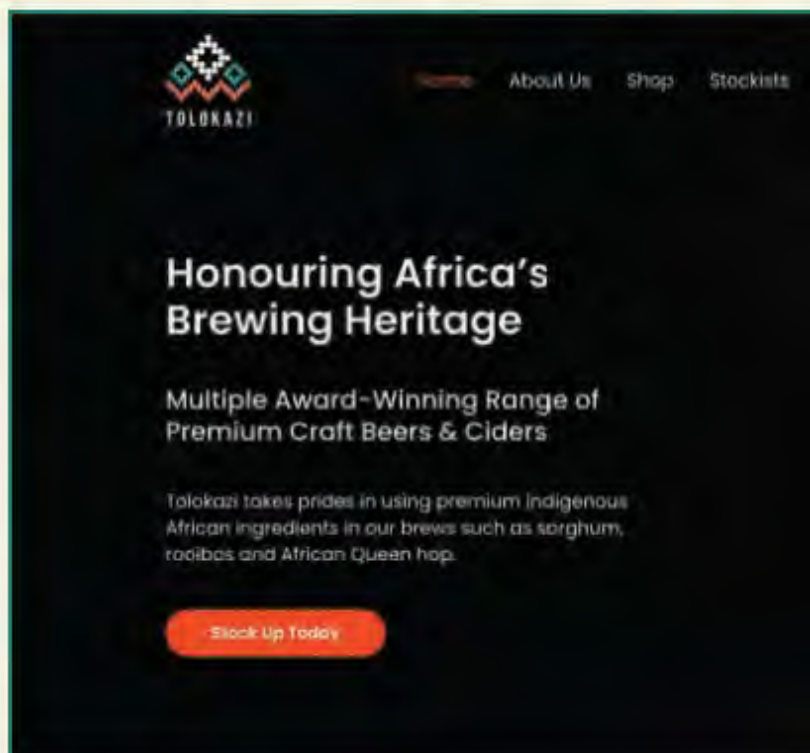 TOLOKAZI
Home About Us Shop Stockists
Honouring Africa's
Brewing Heritage
Multiple Award-Winning Range of
Premium Craft Beers & Ciders
Tolokazi takes prides in using premium indigenous
African ingredients in our brews such as sorghum,
rooibos and African Queen hop.
Stock Up Today